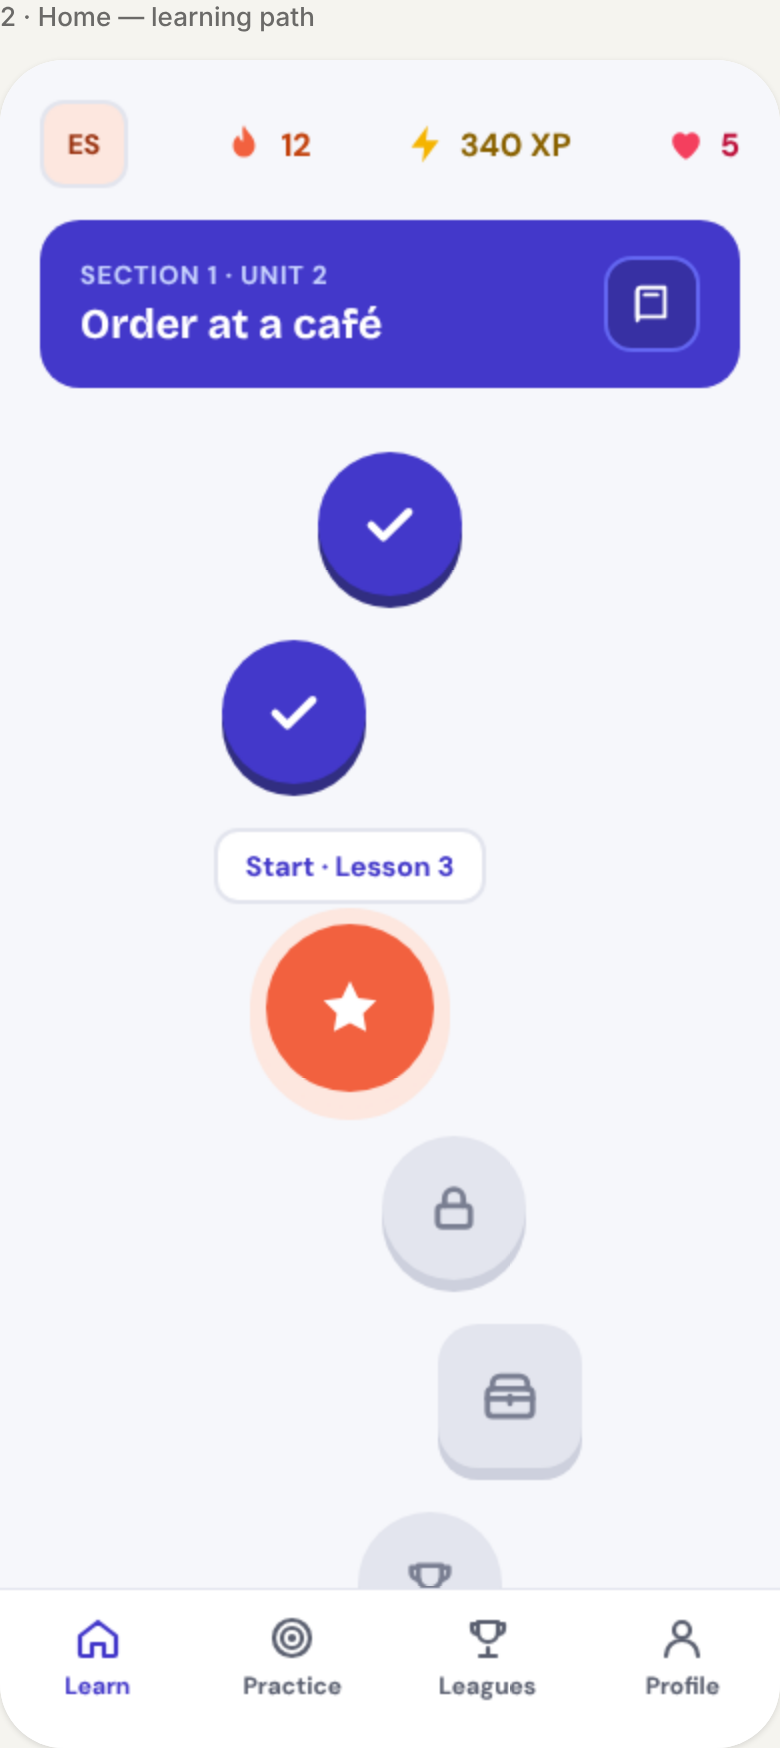 2 · Home — learning path
ES
12
340 XP
5
SECTION 1 · UNIT 2
Order at a café
Start · Lesson 3
Learn
Practice
Leagues
Profile